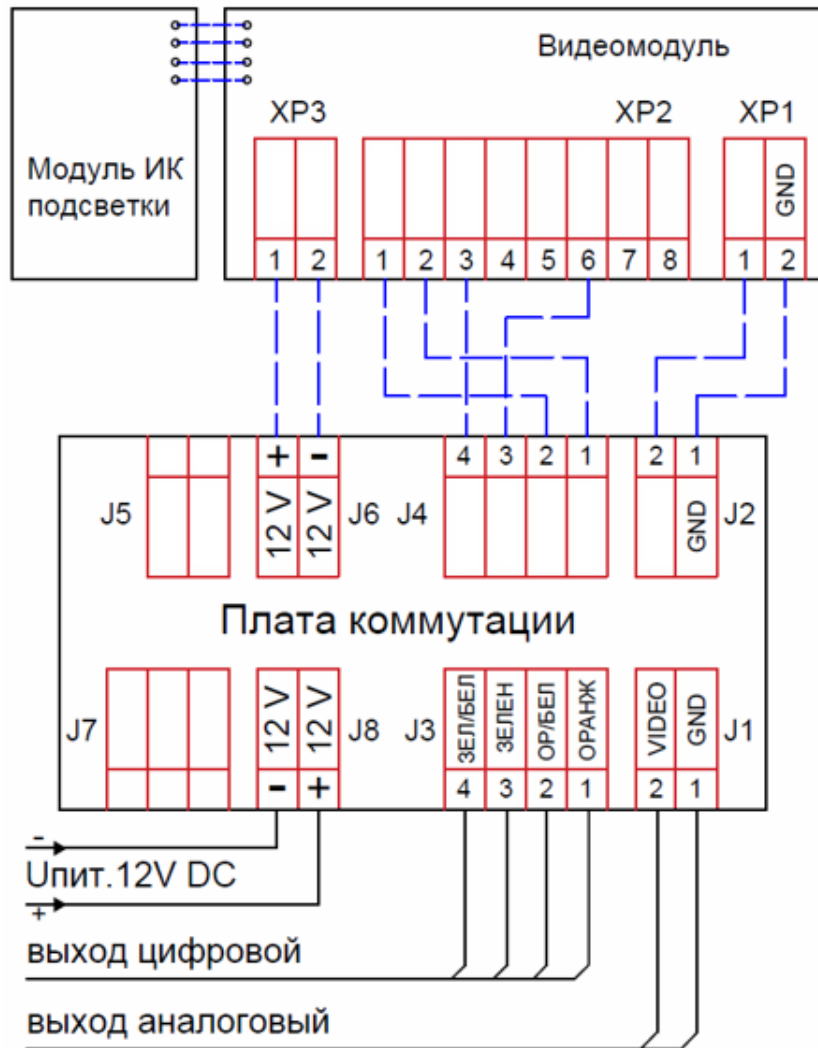 Видеомодуль
XP3
XP2
XP1
Модуль ИК
подсветки
GND
1 2 1 2 3 4 5 6 7 8 1 2
+ - 4 3 2 1 2 1
J5 12 V 12 V J6 J4 GND J2
Плата коммутации
J7 12 V 12 V J8 J3 ЗЕЛ/БЕЛ ЗЕЛЕН ОР/БЕЛ ОРАНЖ VIDEO GND J1
- + 4 3 2 1 2 1
-
Uпит.12V DC
+
выход цифровой
выход аналоговый